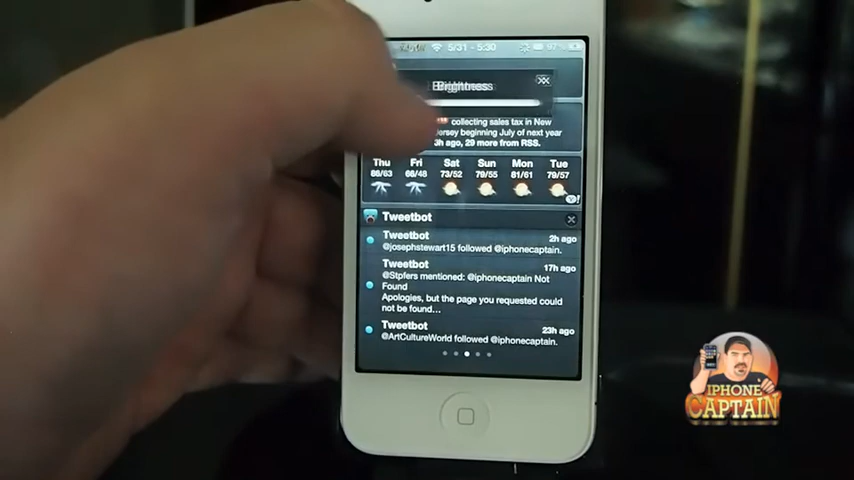 5/31 - 5:30 97%
Brightness
collecting sales tax in New
jersey beginning July of next year
3h ago, 29 more from RSS.
Thu Fri Sat Sun Mon Tue
66/48 73/52 79/55 81/61 79/57
Y!
Tweetbot
Tweetbot 2h ago
@josephstewart15 followed @iphonecaptain.
Tweetbot 17h ago
@Stpfers mentioned: @iphonecaptain Not
Found
Apologies, but the page you requested could
not be found...
Tweetbot 23h ago
@ArtCultureWorld followed @iphonecaptain.
IPHONE
CAPTAIN